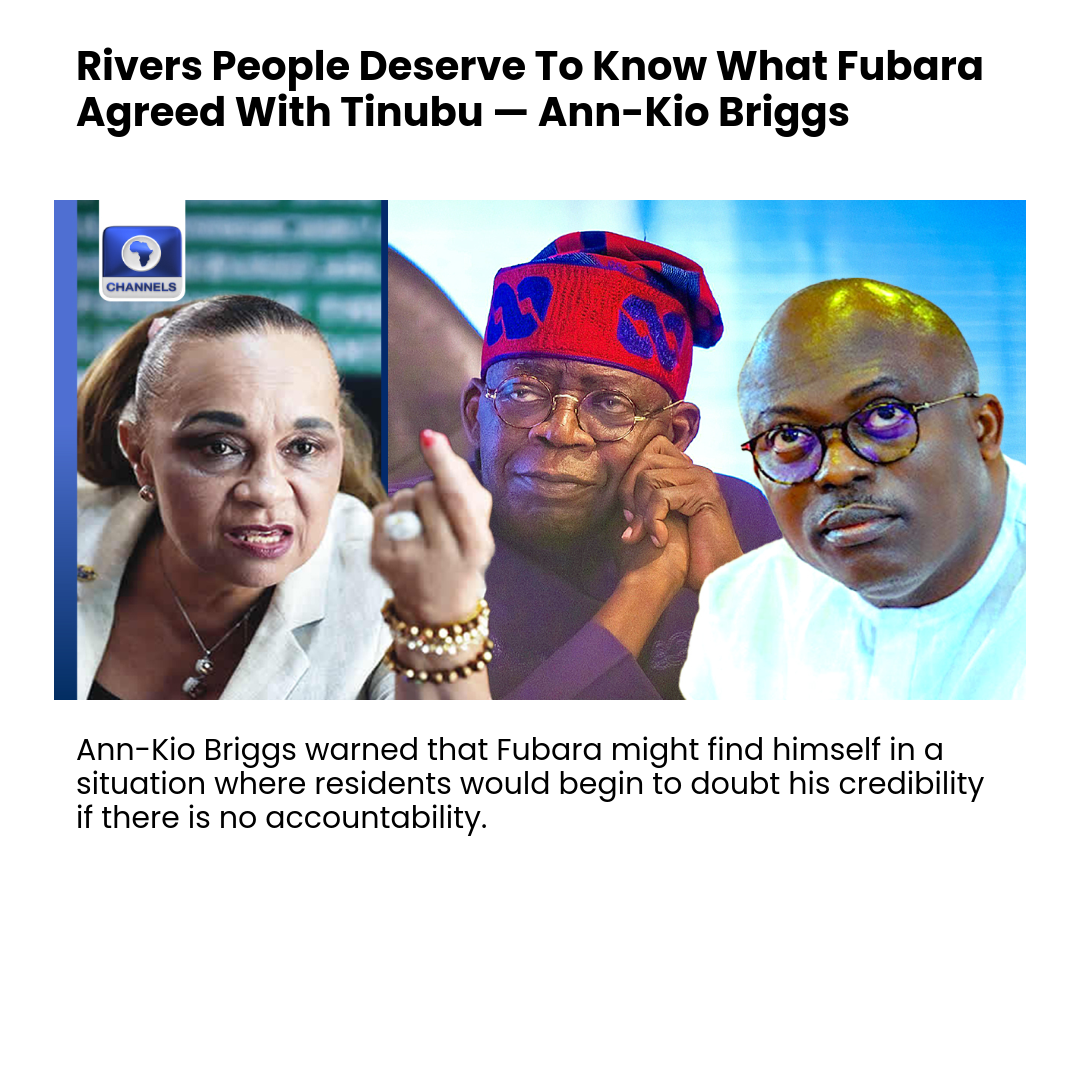 Rivers People Deserve To Know What Fubara
Agreed With Tinubu — Ann-Kio Briggs
CHANNELS
Ann-Kio Briggs warned that Fubara might find himself in a
situation where residents would begin to doubt his credibility
if there is no accountability.